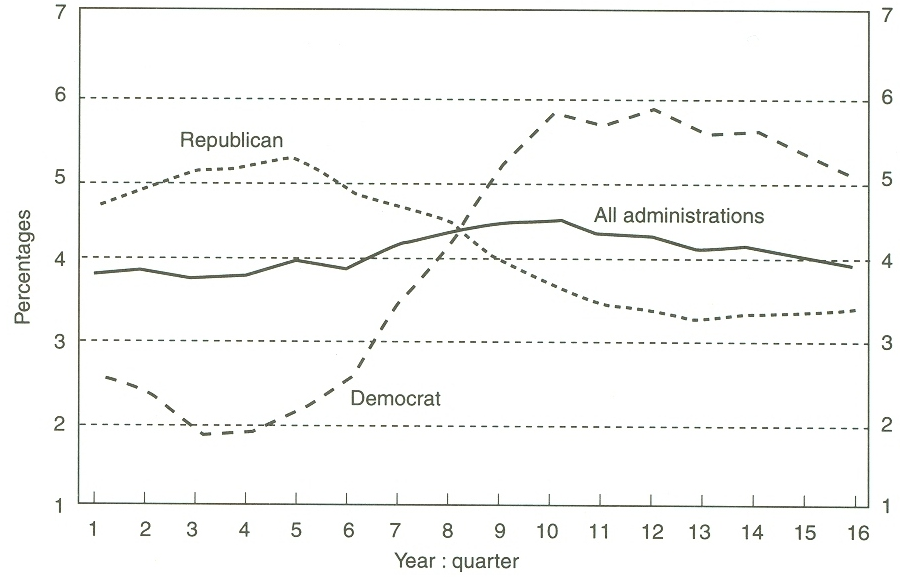 7
7
6
6
Republican
5
5
All administrations
4
4
Percentages
3
3
Democrat
2
2
1
1
1 2 3 4 5 6 7 8 9 10 11 12 13 14 15 16
Year : quarter